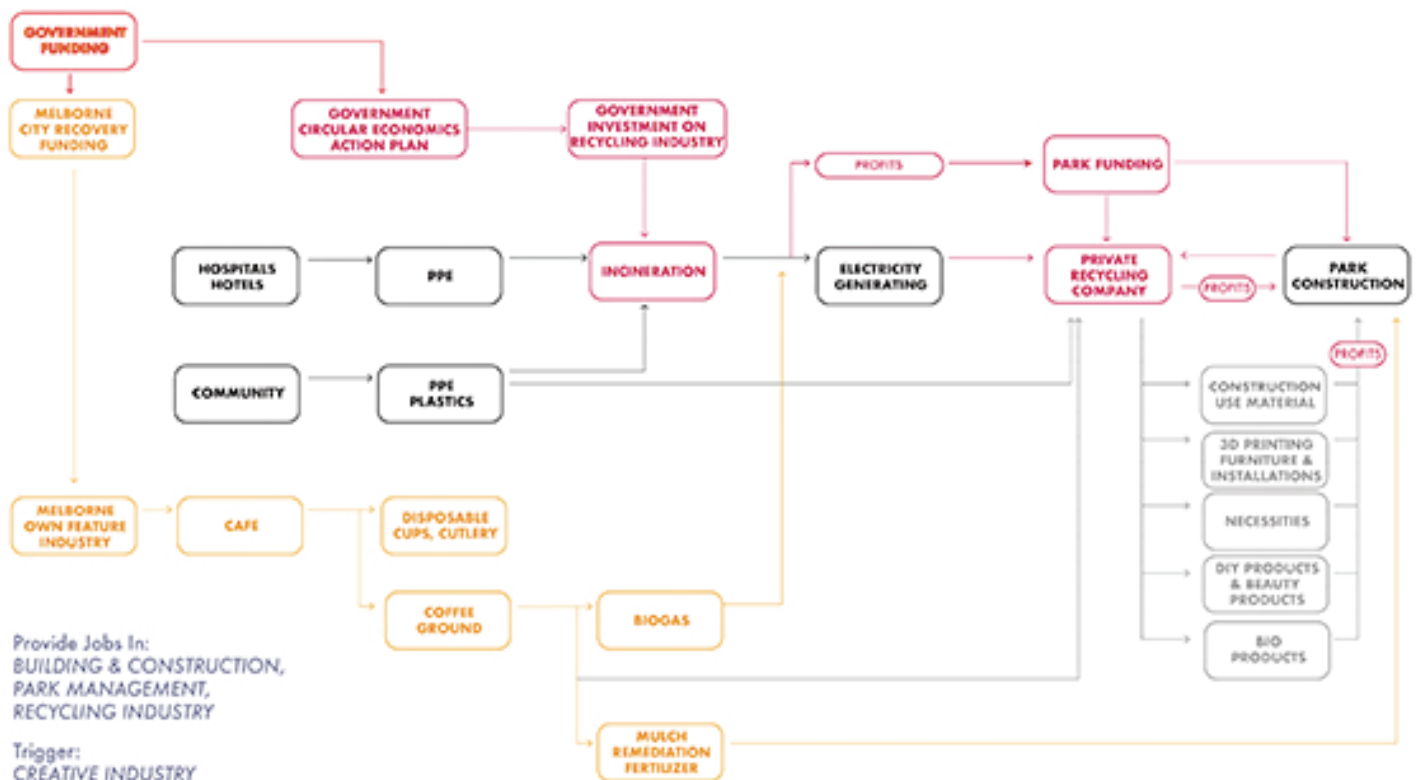 GOVERNMENT
FUNDING
MELBORNE
CITY RECOVERY
FUNDING
GOVERNMENT
CIRCULAR ECONOMICS
ACTION PLAN
GOVERNMENT
INVESTMENT ON
RECYCLING INDUSTRY
PROFITS
PARK FUNDING
HOSPITALS
HOTELS
PPE
INCINERATION
ELECTRICITY
GENERATING
PRIVATE
RECYCLING
COMPANY
PROFITS
PARK
CONSTRUCTION
PROFITS
COMMUNITY
PPE
PLASTICS
CONSTRUCTION
USE MATERIAL
3D PRINTING
FURNITURE &
INSTALLATIONS
NECESSITIES
DIY PRODUCTS
& BEAUTY
PRODUCTS
BIO
PRODUCTS
MELBORNE
OWN FEATURE
INDUSTRY
CAFE
DISPOSABLE
CUPS, CUTLERY
COFFEE
GROUND
BIOGAS
MULCH
REMEDIATION
FERTILIZER
Provide Jobs In:
BUILDING & CONSTRUCTION,
PARK MANAGEMENT,
RECYCLING INDUSTRY
Trigger:
CREATIVE INDUSTRY